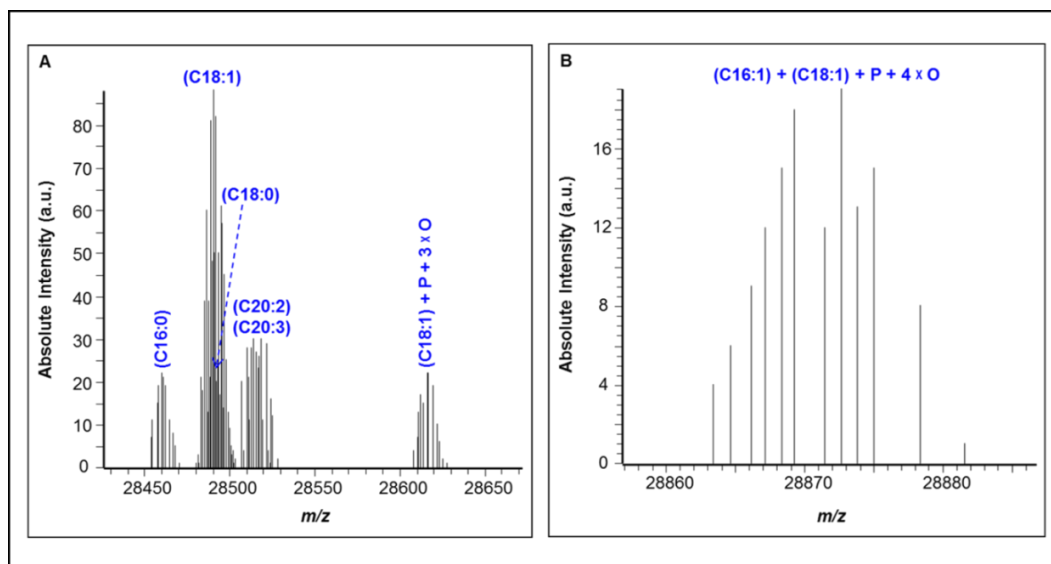 A
(C18:1)
(C18:0)
(C20:2)
(C20:3)
(C16:0)
(C18:1) + P + 3 x O
Absolute Intensity (a.u.)
80
70
60
50
40
30
20
10
0
28450
28500
28550
28600
28650
m/z
B
(C16:1) + (C18:1) + P + 4 x O
Absolute Intensity (a.u.)
16
12
8
4
0
28860
28870
28880
m/z